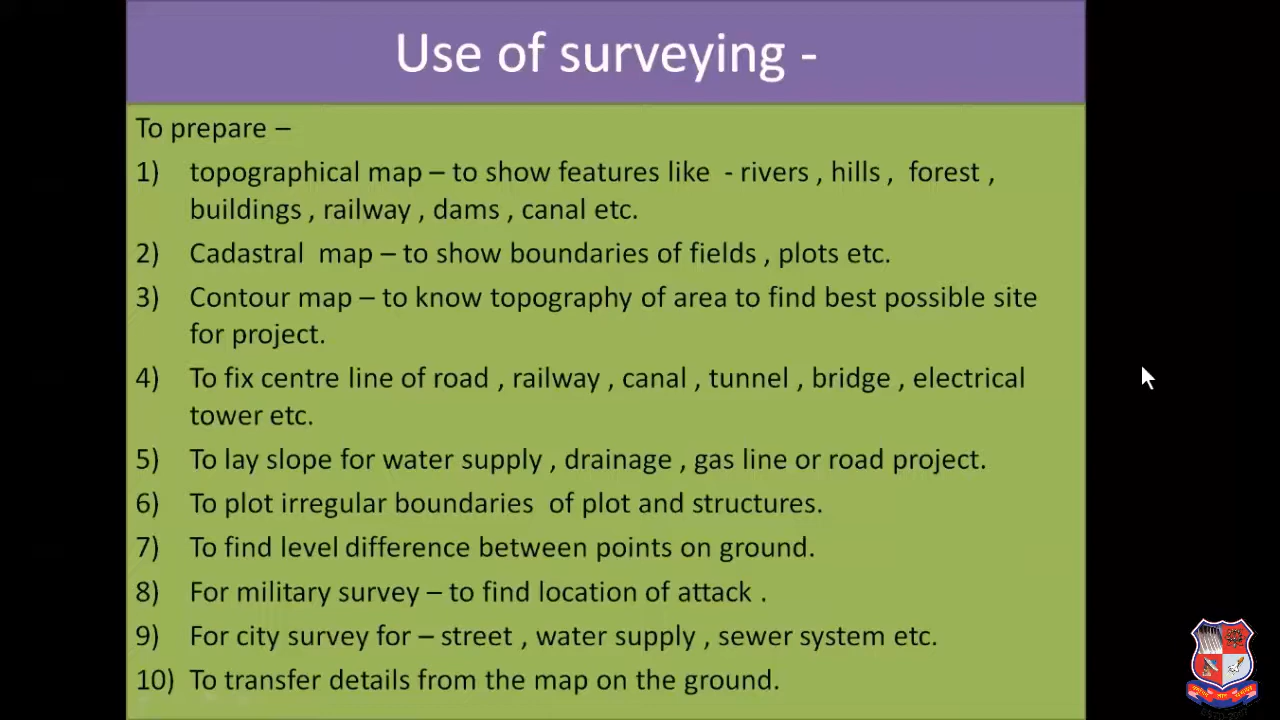 Use of surveying -
To prepare –
1) topographical map – to show features like - rivers , hills , forest ,
buildings , railway , dams , canal etc.
2) Cadastral map – to show boundaries of fields , plots etc.
3) Contour map – to know topography of area to find best possible site
for project.
4) To fix centre line of road , railway , canal , tunnel , bridge , electrical
tower etc.
5) To lay slope for water supply , drainage , gas line or road project.
6) To plot irregular boundaries of plot and structures.
7) To find level difference between points on ground.
8) For military survey – to find location of attack .
9) For city survey for – street , water supply , sewer system etc.
10) To transfer details from the map on the ground.